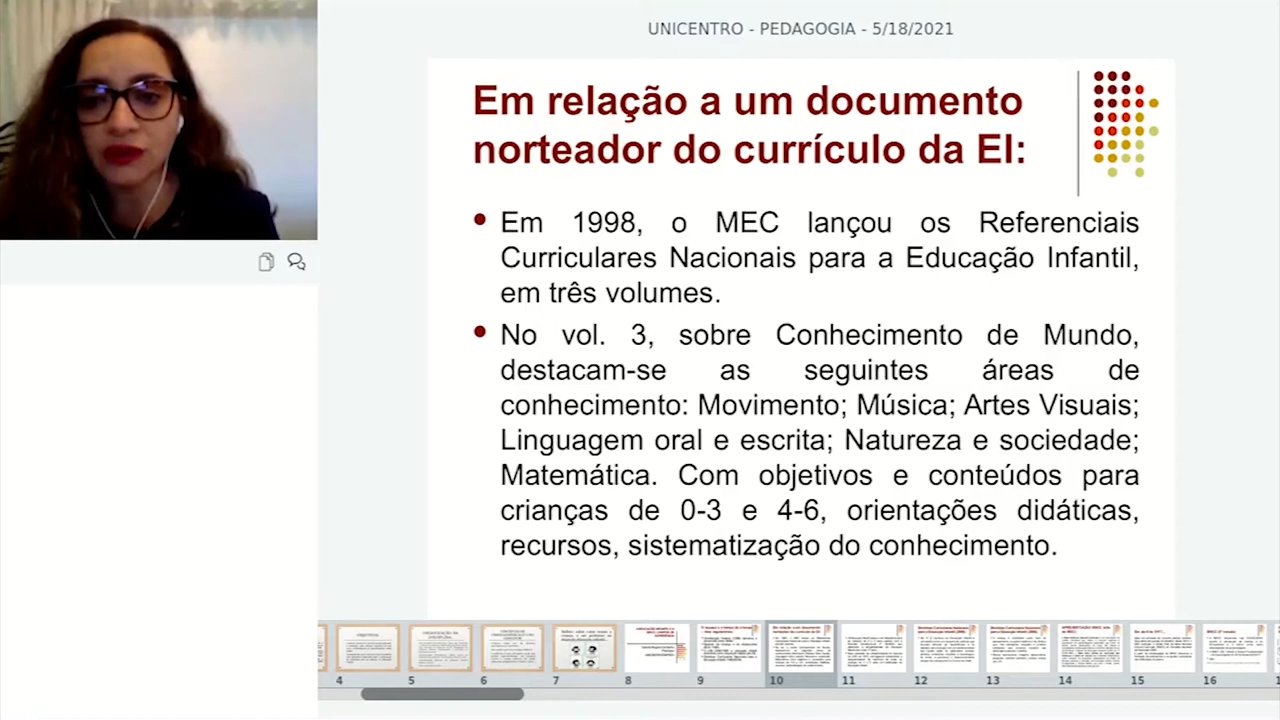 UNICENTRO - PEDAGOGIA - 5/18/2021
Em relação a um documento
norteador do currículo da EI:
Em 1998, o MEC lançou os Referenciais
Curriculares Nacionais para a Educação Infantil,
em três volumes.
No vol. 3, sobre Conhecimento de Mundo,
destacam-se as seguintes áreas de
conhecimento: Movimento; Música; Artes Visuais;
Linguagem oral e escrita; Natureza e sociedade;
Matemática. Com objetivos e conteúdos para
crianças de 0-3 e 4-6, orientações didáticas,
recursos, sistematização do conhecimento.
4 5 6 7 8 9 10 11 12 13 14 15 16